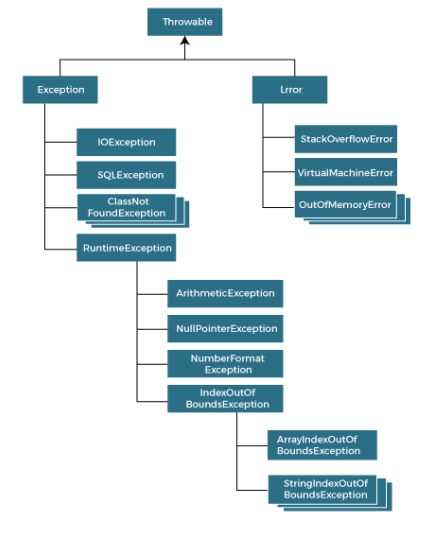 Throwable
Exception
Lrror
IOException
SQLException
ClassNot
FoundException
RuntimeException
StackOverflowError
VirtualMachineError
OutOfMemoryError
ArithmeticException
NullPointerException
NumberFormat
Exception
IndexOutOf
BoundsException
ArrayIndexOutOf
BoundsException
StringIndexOutOf
BoundsException